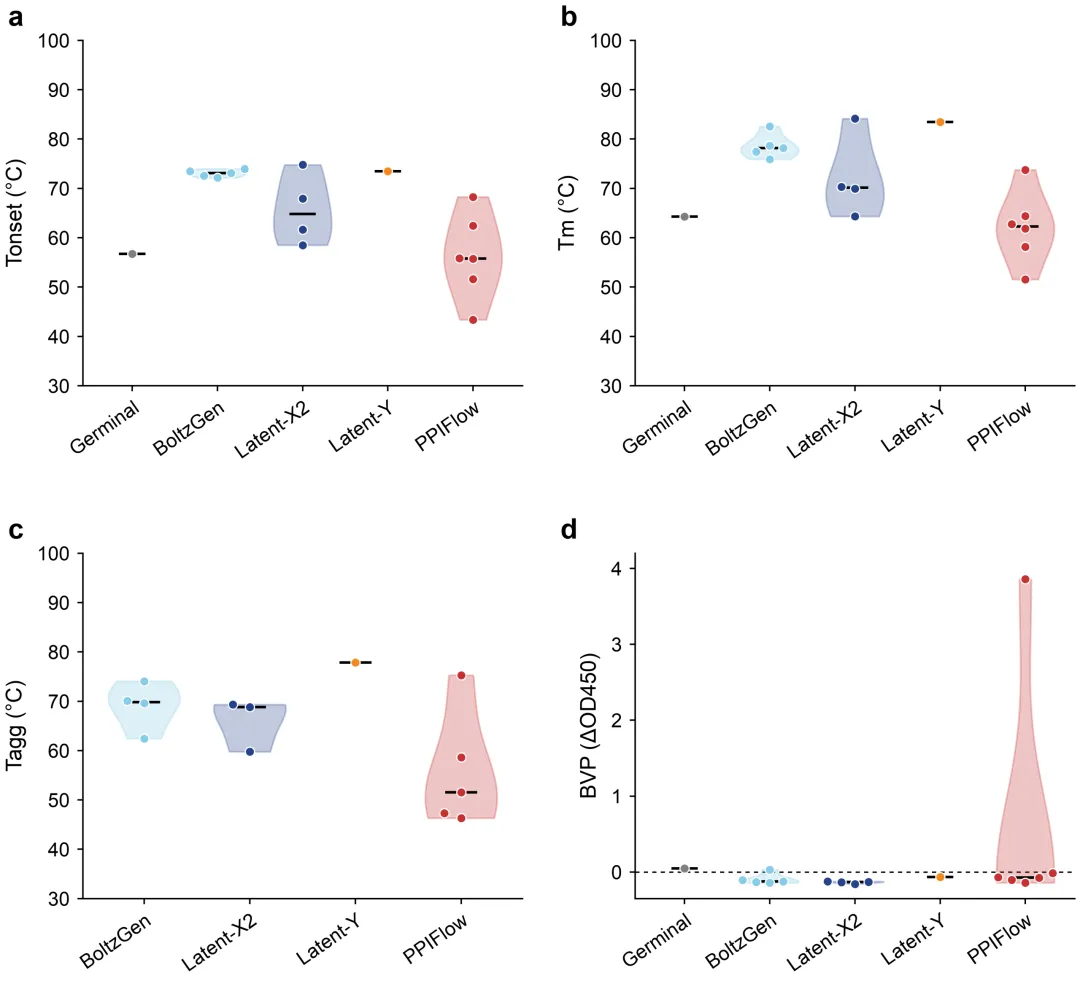 a
100
90
80
70
60
50
40
30
Tonset (°C)
Germinal
BoltzGen
Latent-X2
Latent-Y
PPIFlow
b
100
90
80
70
60
50
40
30
Tm (°C)
Germinal
BoltzGen
Latent-X2
Latent-Y
PPIFlow
c
100
90
80
70
60
50
40
30
Tagg (°C)
BoltzGen
Latent-X2
Latent-Y
PPIFlow
d
4
3
2
1
0
BVP (ΔOD450)
Germinal
BoltzGen
Latent-X2
Latent-Y
PPIFlow